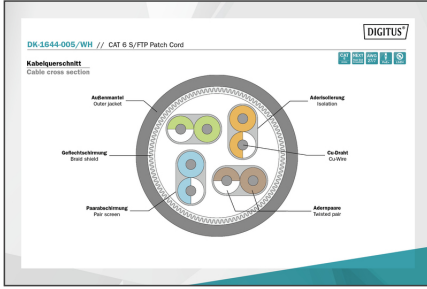 DIGITUS®
DK-1644-005/WH // CAT 6 S/FTP Patch Cord
Kabelquerschnitt
Cable cross section
Außenmantel
Outer jacket
Aderisolierung
Isolation
Geflechtschirmung
Braid shield
Cu-Draht
Cu-Wire
Paarabschirmung
Pair screen
Adernpaare
Twisted pair